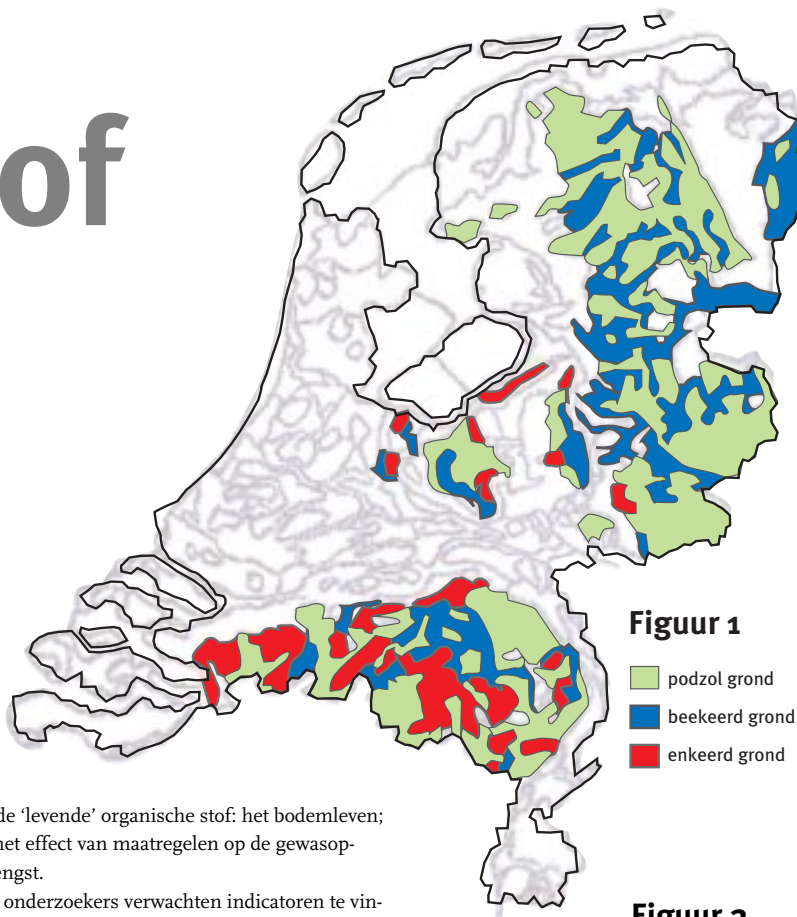 of
Figuur 1
podzol grond
beekeerd grond
enkeerd grond
de ‘levende’ organische stof: het bodemleven;
het effect van maatregelen op de gewasop-
engst.
onderzoekers verwachten indicatoren te vin-
Figuur 2